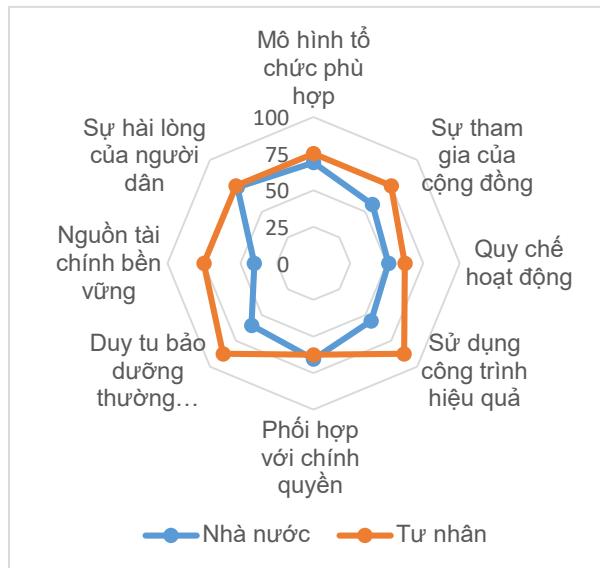 Mô hình tổ
chức phù
hợp
Sự tham
gia của
cộng đồng
Quy chế
hoạt động
Sử dụng
công trình
hiệu quả
Phối hợp
với chính
quyền
Duy tu bảo
dưỡng
thường…
Nguồn tài
chính bền
vững
Sự hài lòng
của người
dân
100
75
50
25
0
Nhà nước
Tư nhân